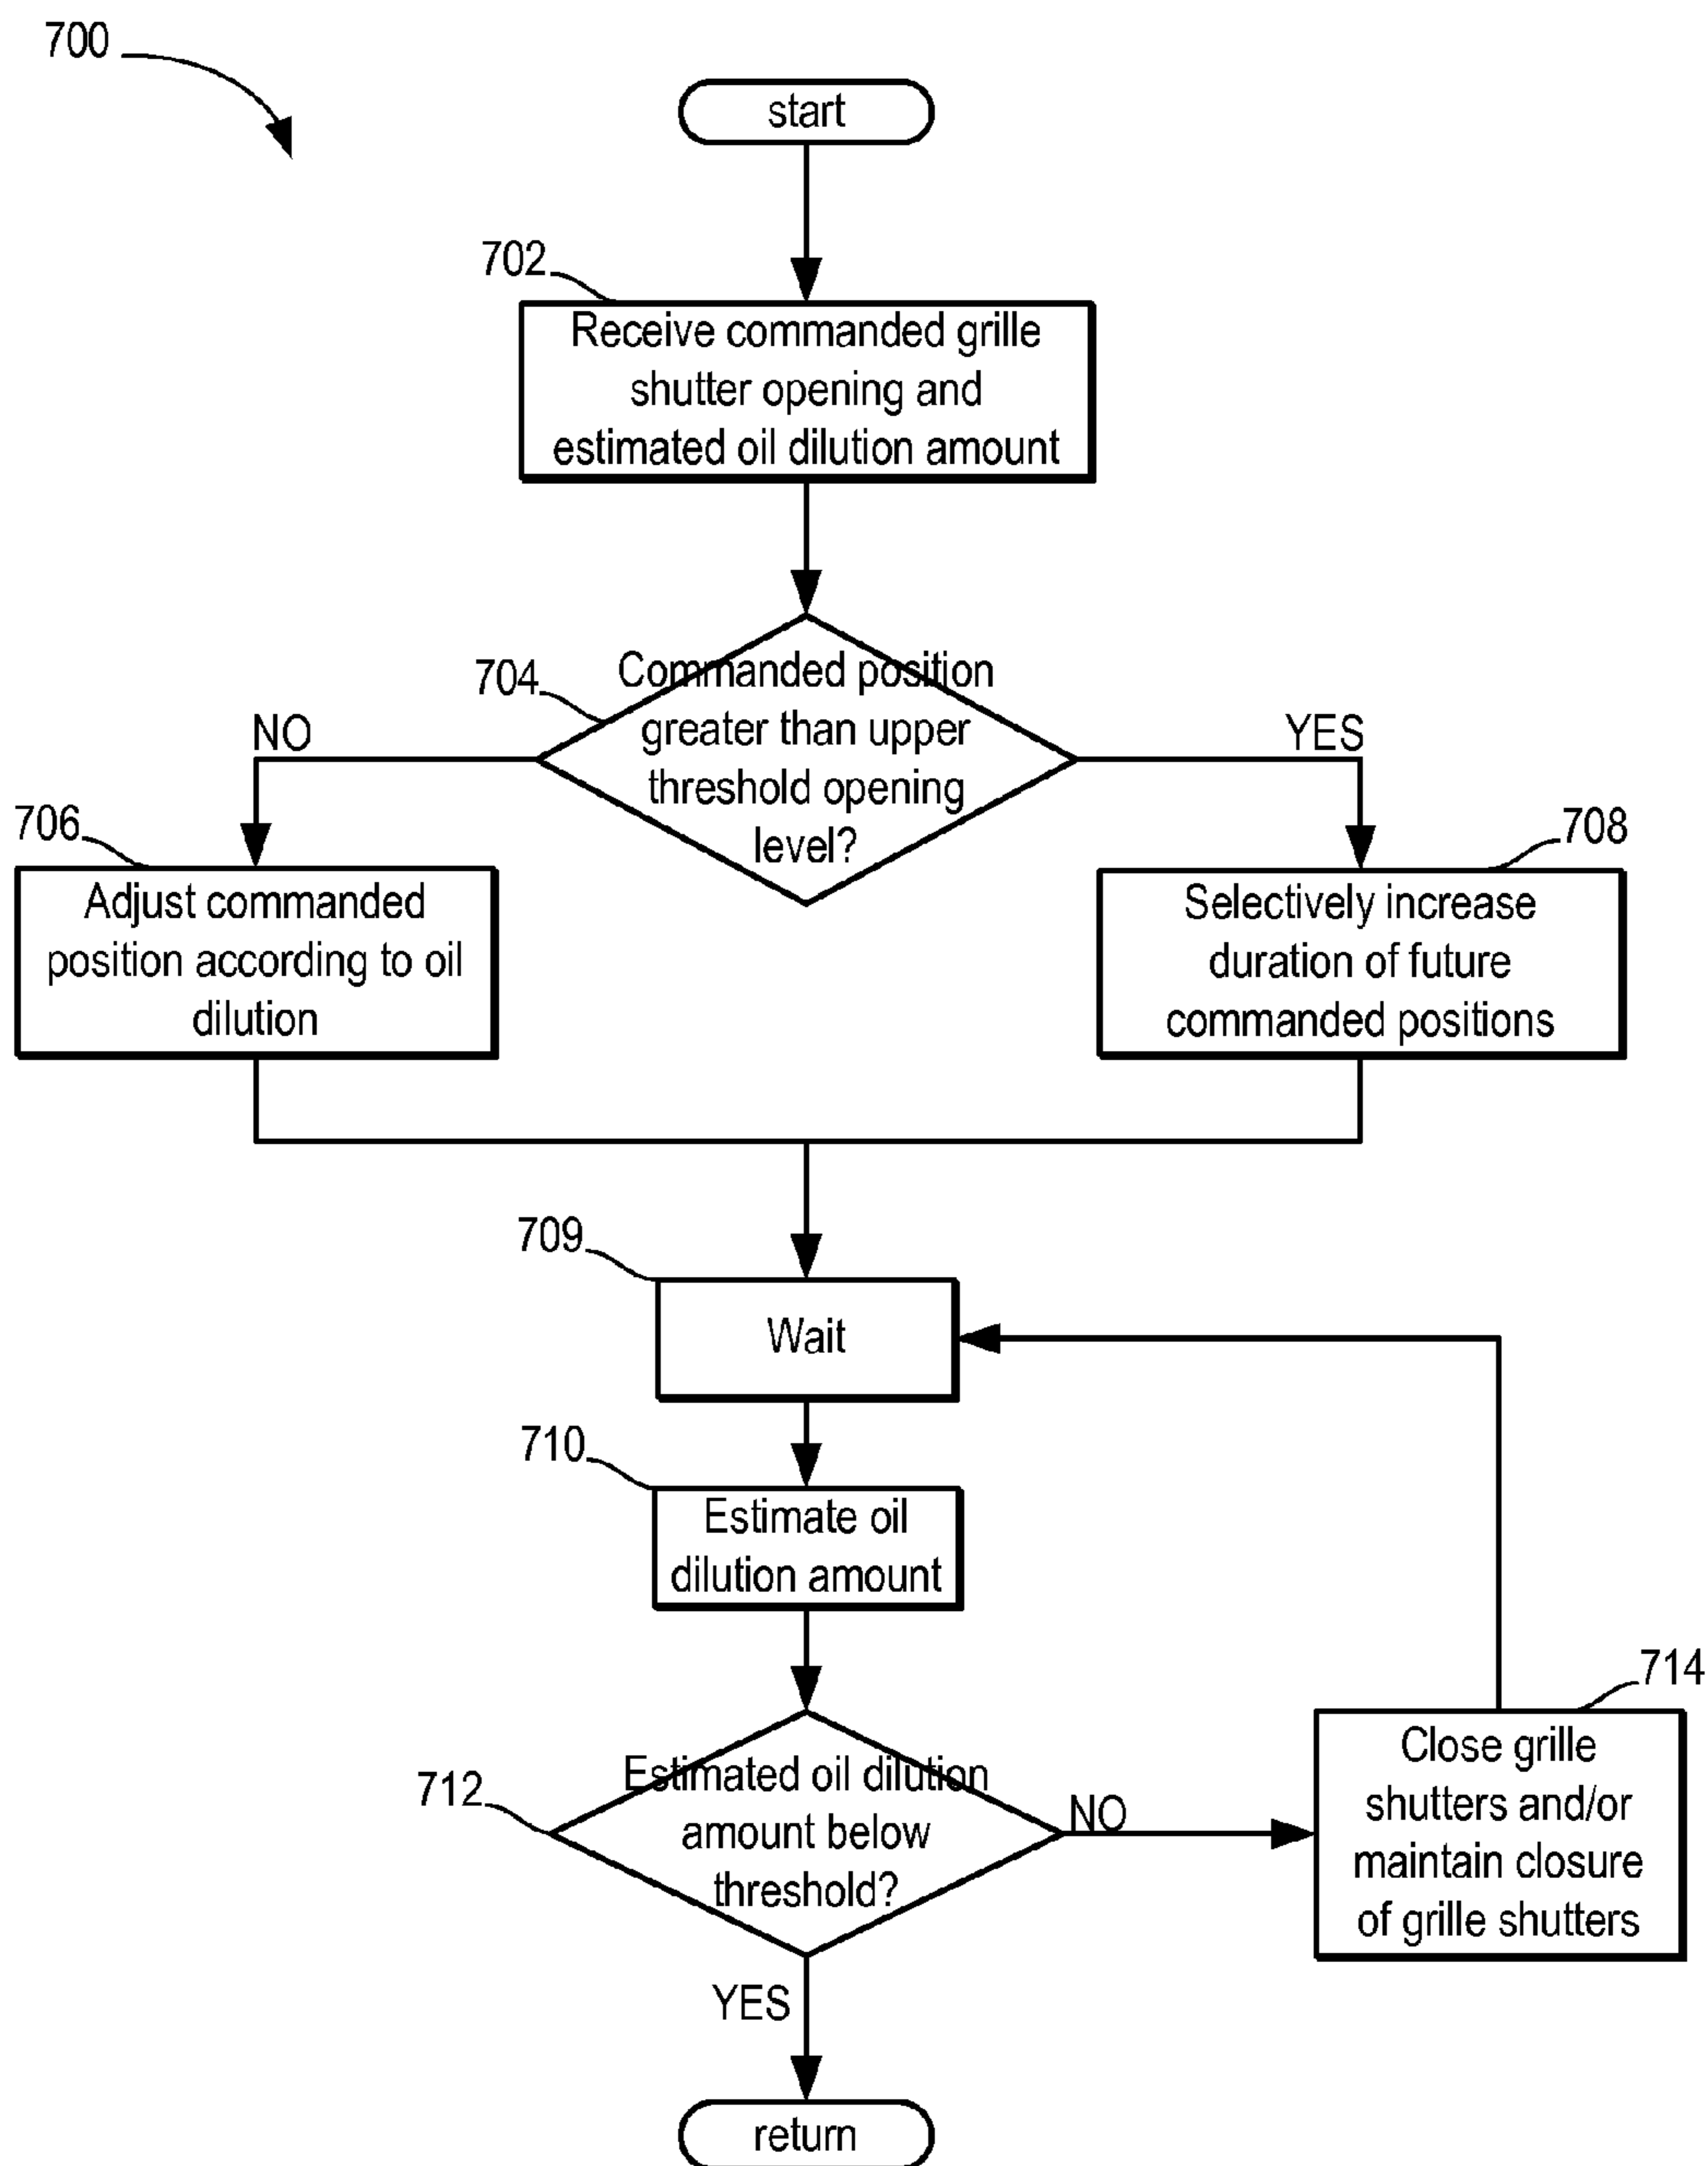 700
start
702
Receive commanded grille
shutter opening and
estimated oil dilution amount
704
Commanded position
greater than upper
threshold opening
level?
NO
YES
706
Adjust commanded
position according to oil
dilution
708
Selectively increase
duration of future
commanded positions
709
Wait
710
Estimate oil
dilution amount
712
Estimated oil dilution
amount below
threshold?
NO
714
Close grille
shutters and/or
maintain closure
of grille shutters
YES
return